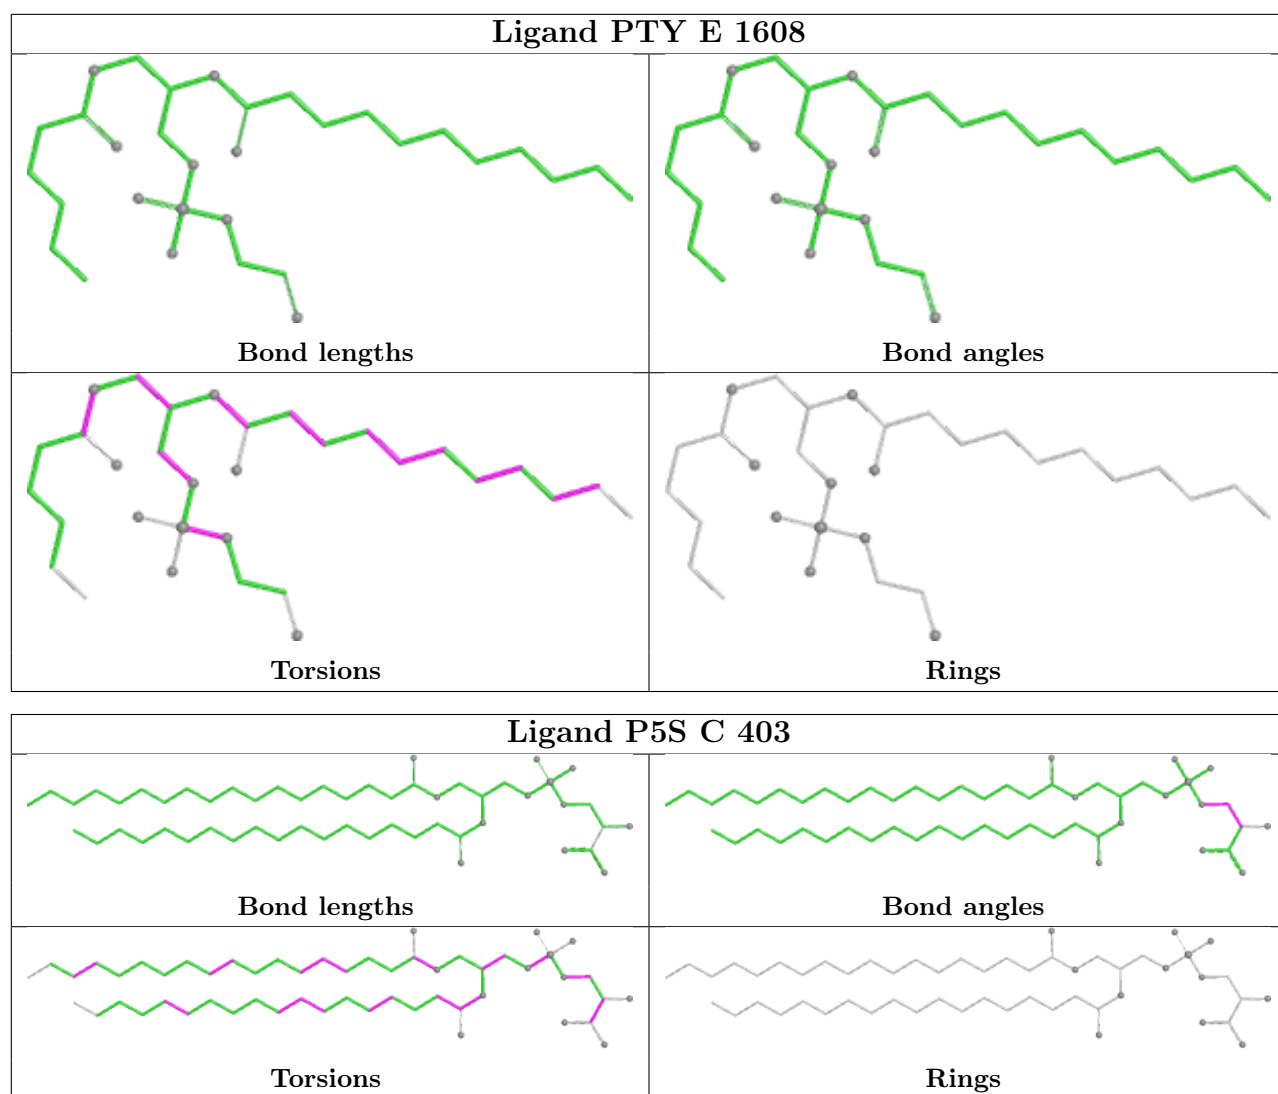 Ligand PTY E 1608
Bond lengths
Bond angles
Torsions
Rings
Ligand P5S C 403
Bond lengths
Bond angles
Torsions
Rings